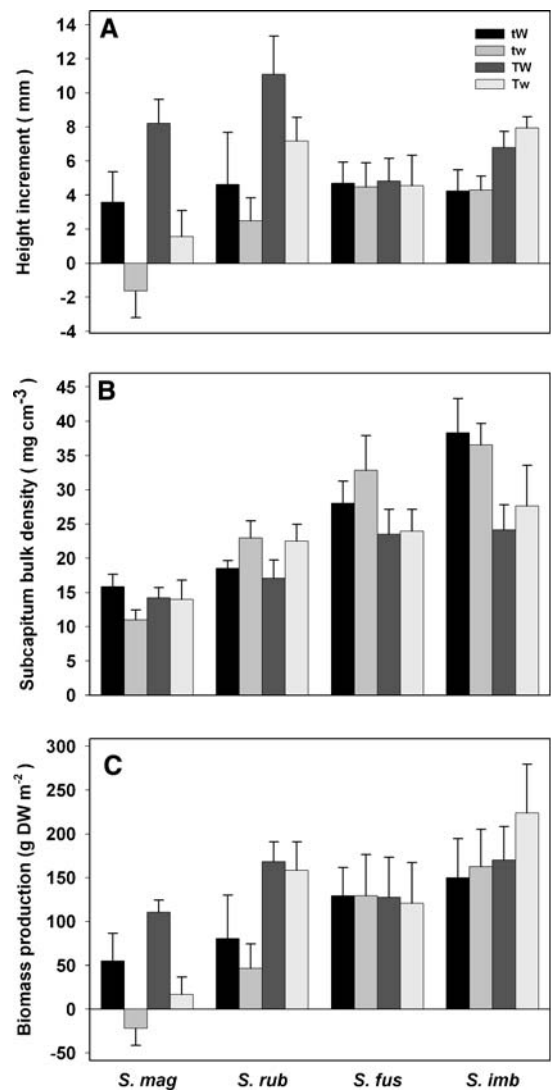 A
tW
tw
TW
Tw
Height increment ( mm )
14
12
10
8
6
4
2
0
-2
-4
B
Subcapitum bulk density ( mg cm⁻³ )
45
40
35
30
25
20
15
10
5
0
C
Biomass production (g DW m⁻²)
300
250
200
150
100
50
0
-50
S. mag S. rub S. fus S. imb